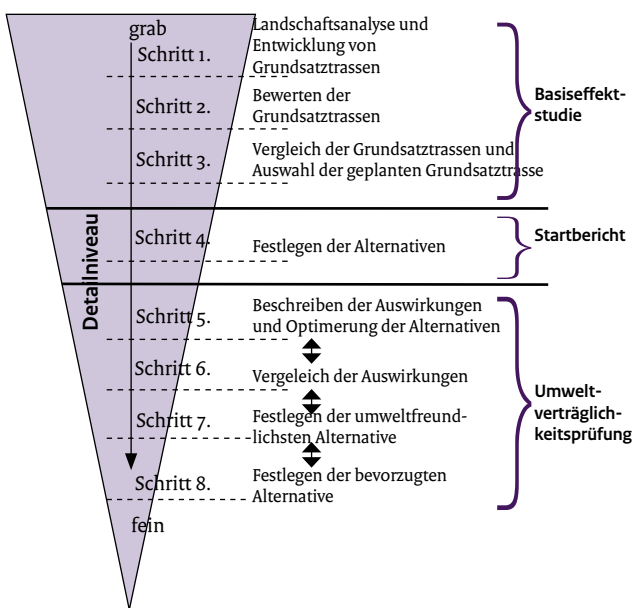 grab
Schritt 1.
Landschaftsanalyse und
Entwicklung von
Grundsatztrassen
Schritt 2.
Bewerten der
Grundsatztrassen
Schritt 3.
Vergleich der Grundsatztrassen und
Auswahl der geplanten Grundsatztrasse
Basiseffekt-
studie
Schritt 4.
Festlegen der Alternativen
Startbericht
Detailniveau
Schritt 5.
Beschreiben der Auswirkungen
und Optimerung der Alternativen
Schritt 6.
Vergeleich der Auswirkungen
Schritt 7.
Festlegen der umweltfreund-
lichsten Alternative
Schritt 8.
Festlegen der bevorzugten
Alternative
Umwelt-
verträglich-
keitsprüfung
fein